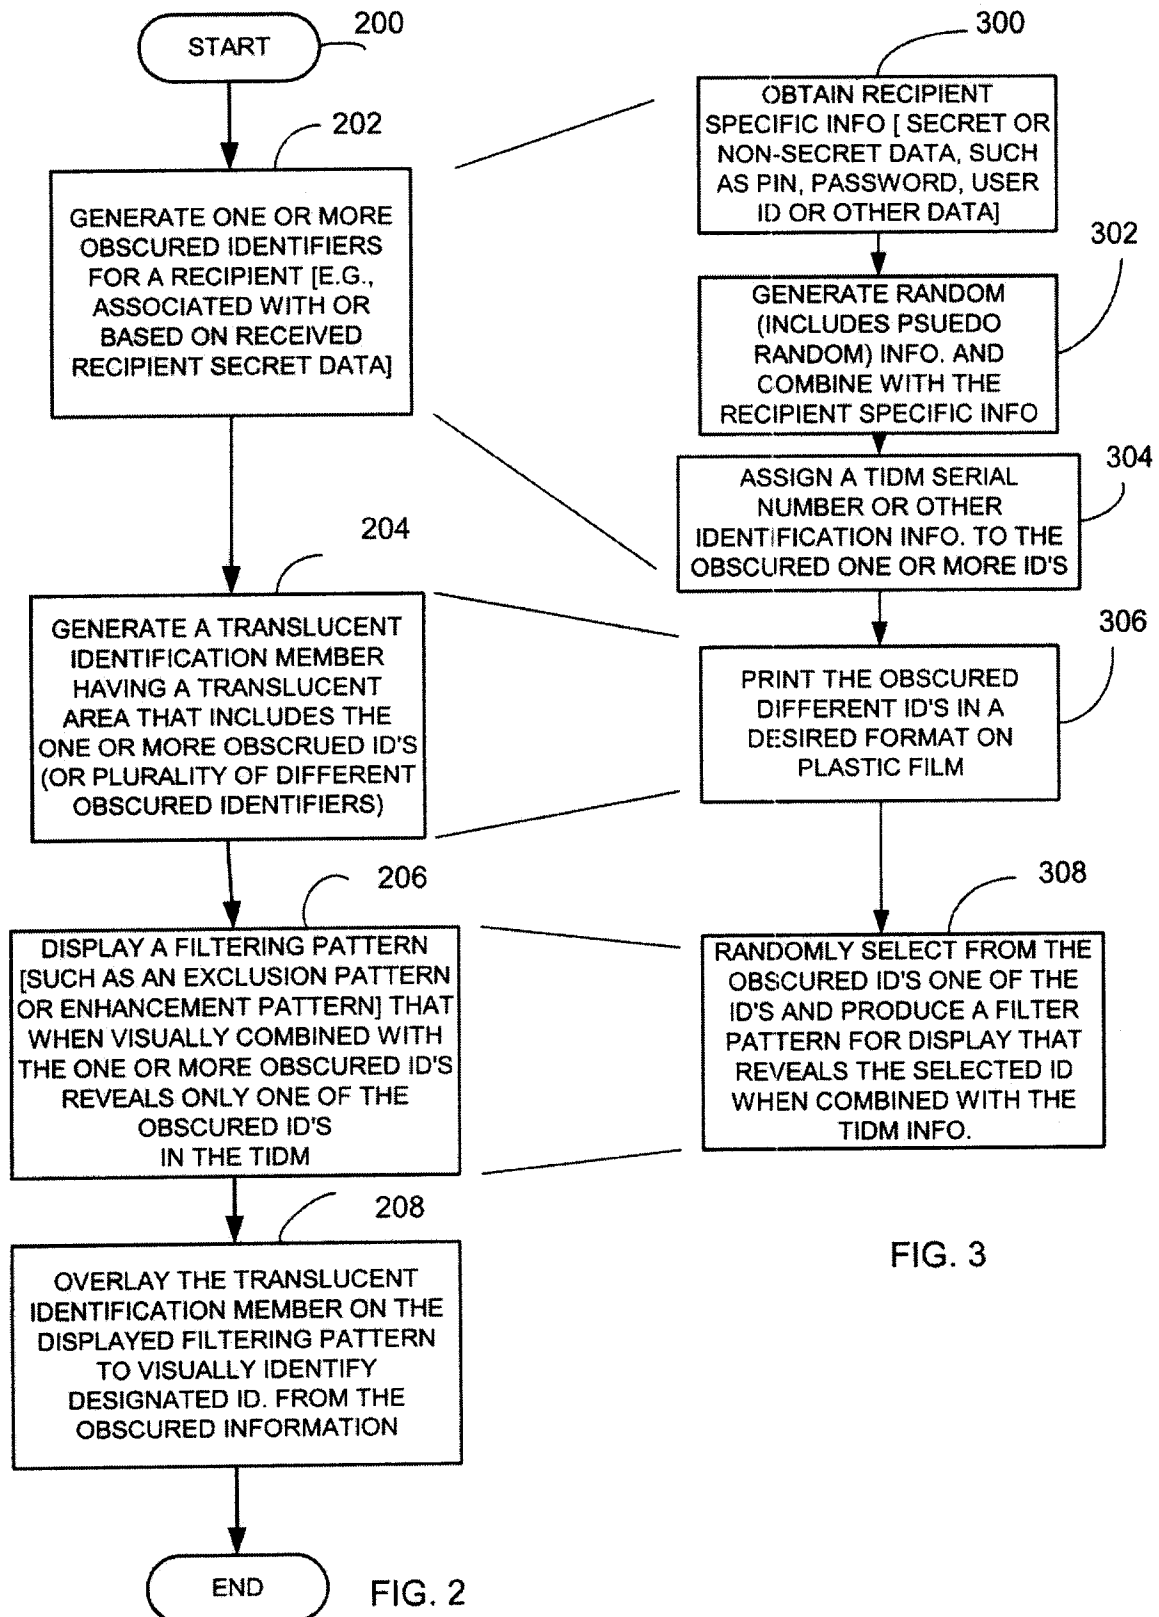 START
200
202
GENERATE ONE OR MORE
OBSCURED IDENTIFIERS
FOR A RECIPIENT [E.G.,
ASSOCIATED WITH OR
BASED ON RECEIVED
RECIPIENT SECRET DATA]
204
GENERATE A TRANSLUCENT
IDENTIFICATION MEMBER
HAVING A TRANSLUCENT
AREA THAT INCLUDES THE
ONE OR MORE OBSCRUED ID'S
(OR PLURALITY OF DIFFERENT
OBSCURED IDENTIFIERS)
206
DISPLAY A FILTERING PATTERN
[SUCH AS AN EXCLUSION PATTERN
OR ENHANCEMENT PATTERN] THAT
WHEN VISUALLY COMBINED WITH
THE ONE OR MORE OBSCURED ID'S
REVEALS ONLY ONE OF THE
OBSCURED ID'S
IN THE TIDM
208
OVERLAY THE TRANSLUCENT
IDENTIFICATION MEMBER ON THE
DISPLAYED FILTERING PATTERN
TO VISUALLY IDENTIFY
DESIGNATED ID. FROM THE
OBSCURED INFORMATION
END
FIG. 2
300
OBTAIN RECIPIENT
SPECIFIC INFO [ SECRET OR
NON-SECRET DATA, SUCH
AS PIN, PASSWORD, USER
ID OR OTHER DATA]
302
GENERATE RANDOM
(INCLUDES PSUEDO
RANDOM) INFO. AND
COMBINE WITH THE
RECIPIENT SPECIFIC INFO
304
ASSIGN A TIDM SERIAL
NUMBER OR OTHER
IDENTIFICATION INFO. TO THE
OBSCURED ONE OR MORE ID'S
306
PRINT THE OBSCURED
DIFFERENT ID'S IN A
DESIRED FORMAT ON
PLASTIC FILM
308
RANDOMLY SELECT FROM THE
OBSCURED ID'S ONE OF THE
ID'S AND PRODUCE A FILTER
PATTERN FOR DISPLAY THAT
REVEALS THE SELECTED ID
WHEN COMBINED WITH THE
TIDM INFO.
FIG. 3